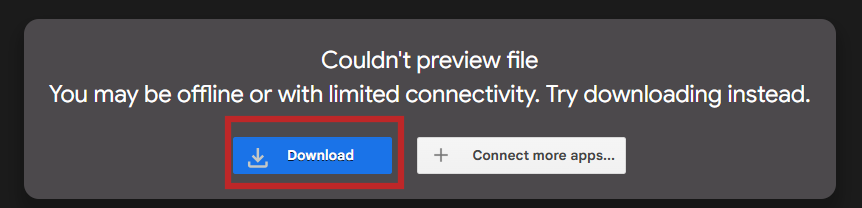 Couldn't preview file
You may be offline or with limited connectivity. Try downloading instead.
Download
Connect more apps...